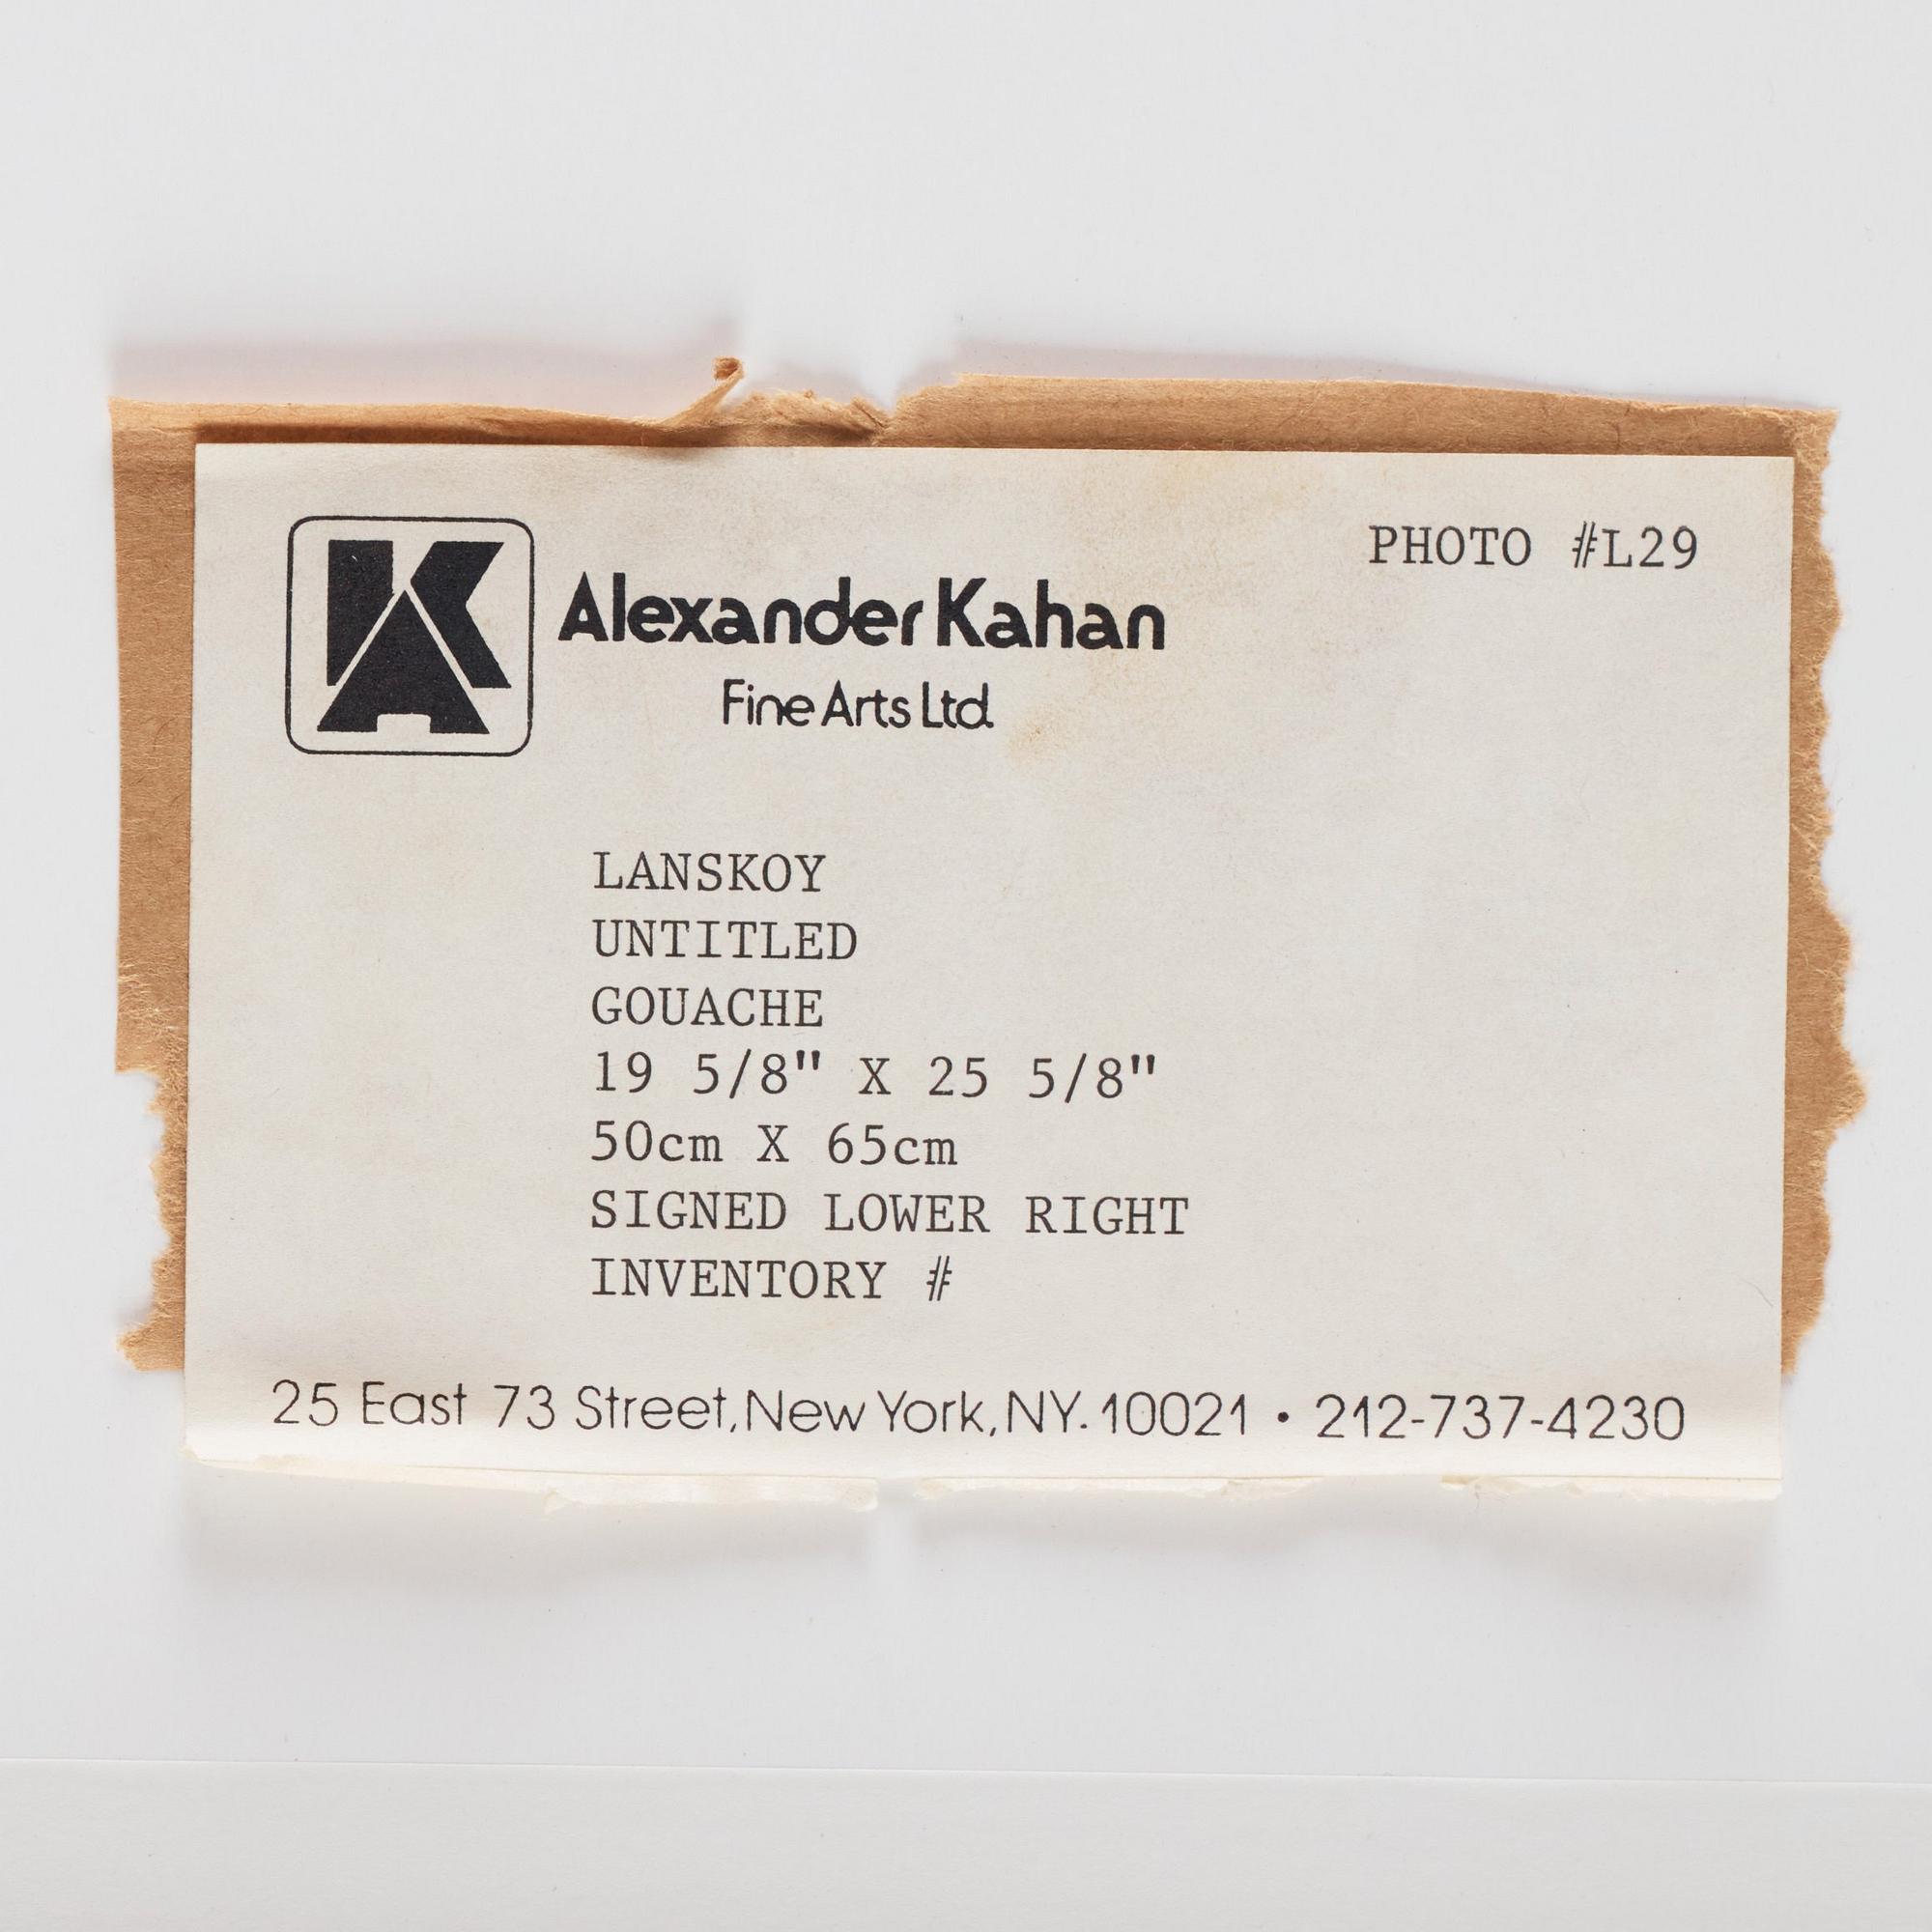 KA
PHOTO #L29
Alexander Kahan
Fine Arts Ltd.
LANSKOY
UNTITLED
GOUACHE
19 5/8" X 25 5/8"
50cm X 65cm
SIGNED LOWER RIGHT
INVENTORY #
25 East 73 Street, New York, NY. 10021 • 212-737-4230